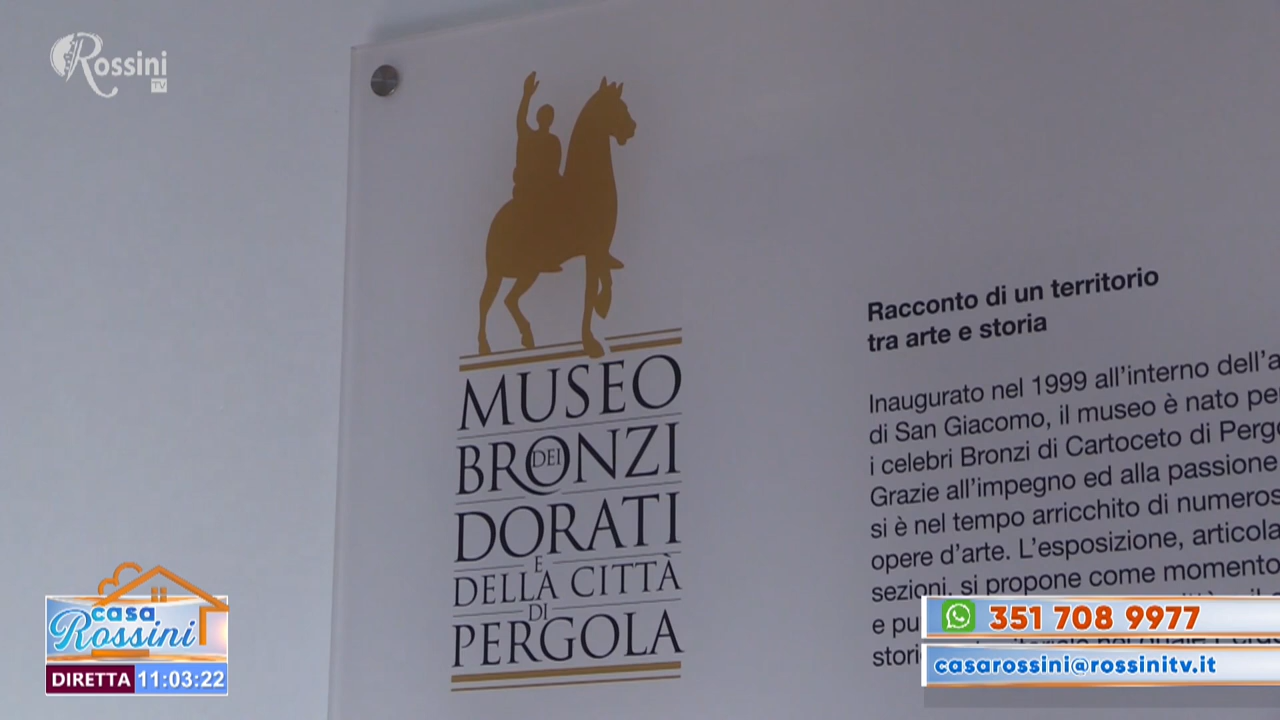 Rossini
TV
MUSEO
DEI
BRONZI
DORATI
E
DELLA CITTÀ
DI
PERGOLA
Racconto di un territorio
tra arte e storia
Inaugurato nel 1999 all'interno dell'a
di San Giacomo, il museo è nato pe
i celebri Bronzi di Cartoceto di Perg
Grazie all'impegno ed alla passione
si è nel tempo arricchito di numeros
opere d'arte. L'esposizione, articola
sezioni, si propone come momento
e pu
stori
casa
Rossini
DIRETTA 11:03:22
351 708 9977
casarossini@rossinitv.it